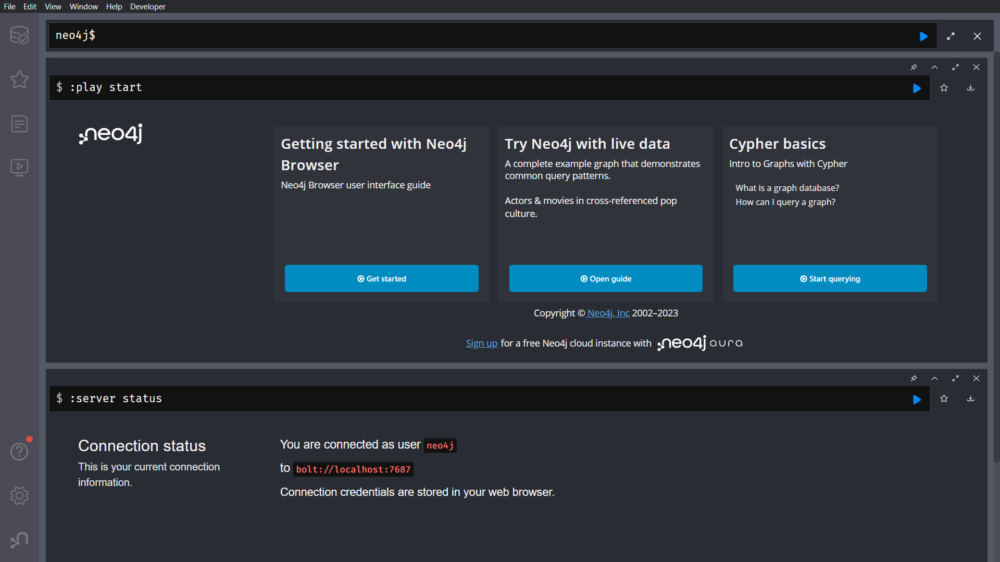 File Edit View Window Help Developer
neo4j$
$ :play start
neo4j
Getting started with Neo4j
Browser
Neo4j Browser user interface guide
Get started
Try Neo4j with live data
A complete example graph that demonstrates
common query patterns.
Actors & movies in cross-referenced pop
culture.
Open guide
Cypher basics
Intro to Graphs with Cypher
What is a graph database?
How can I query a graph?
Start querying
Copyright © Neo4j, Inc 2002–2023
Sign up for a free Neo4j cloud instance with neo4j aura
$ :server status
Connection status
This is your current connection
information.
You are connected as user neo4j
to bolt://localhost:7687
Connection credentials are stored in your web browser.